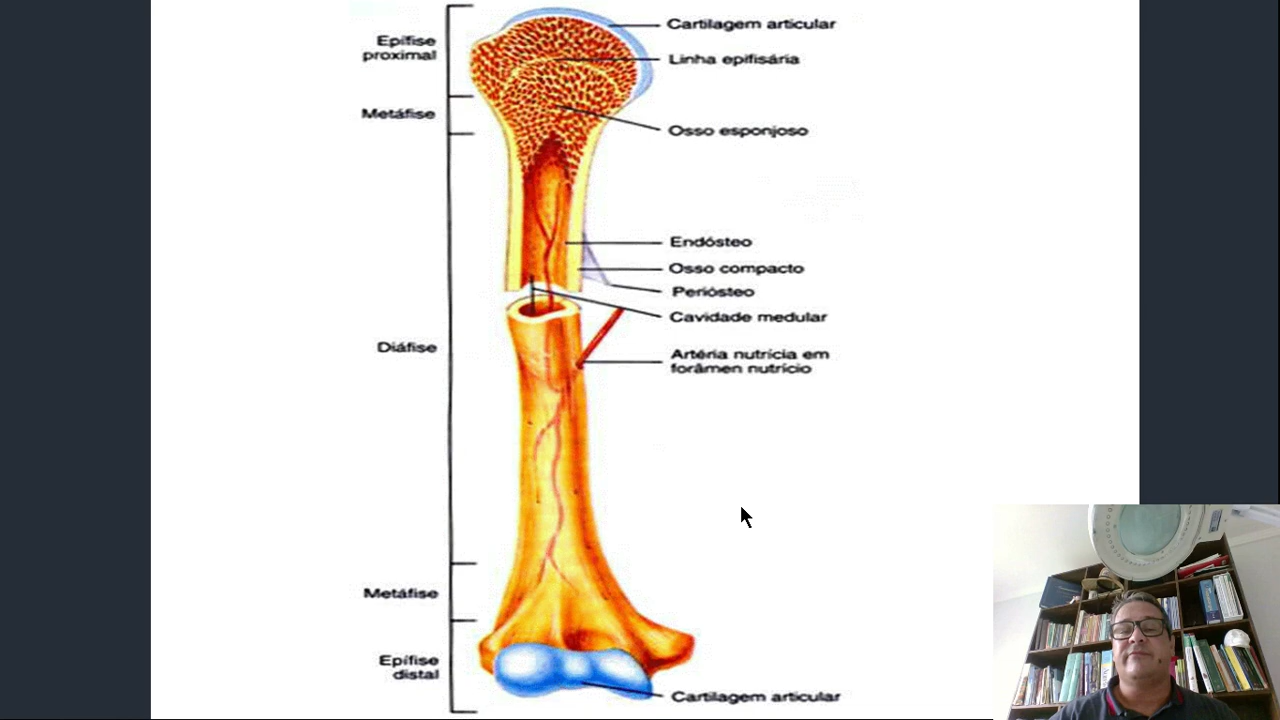 Cartilagem articular
Epífise
proximal
Linha epifisária
Metáfise
Osso esponjoso
Endósteo
Osso compacto
Periósteo
Cavidade medular
Diáfise
Artéria nutrícia em
forâmen nutrício
Metáfise
Epífise
distal
Cartilagem articular